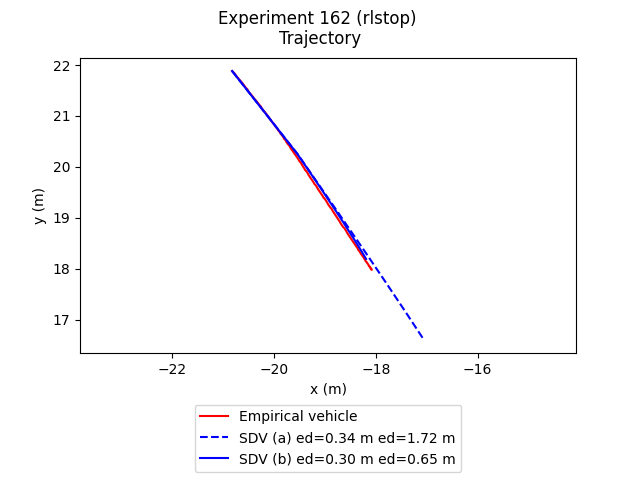 Experiment 162 (rlstop)
Trajectory
22
21
20
19
18
17
y (m)
−22
−20
−18
−16
x (m)
Empirical vehicle
SDV (a) ed=0.34 m ed=1.72 m
SDV (b) ed=0.30 m ed=0.65 m